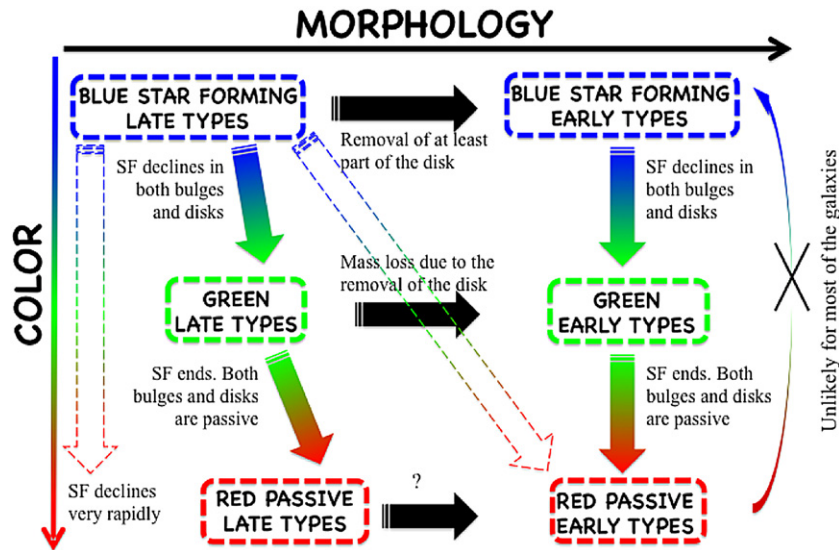 MORPHOLOGY
COLOR
BLUE STAR FORMING
LATE TYPES
Removal of at least
part of the disk
BLUE STAR FORMING
EARLY TYPES
SF declines in
both bulges
and disks
SF declines in
both bulges
and disks
Mass loss due to the
removal of the disk
GREEN
LATE TYPES
GREEN
EARLY TYPES
Unlikely for most of the galaxies
SF ends. Both
bulges and disks
are passive
SF ends. Both
bulges and disks
are passive
SF declines
very rapidly
RED PASSIVE
LATE TYPES
?
RED PASSIVE
EARLY TYPES